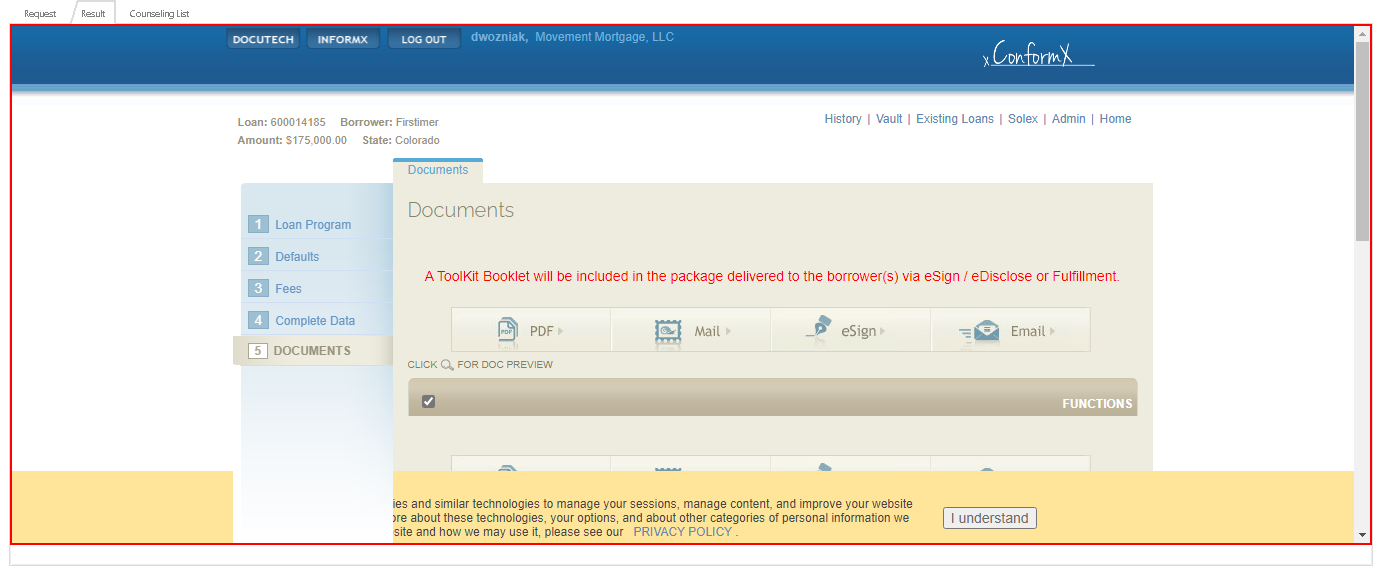 Request Result Counseling List
DOCUTECH INFORMX LOG OUT dwozniak, Movement Mortgage, LLC
x ConformX
Loan: 600014185 Borrower: Firstimer
Amount: $175,000.00 State: Colorado
History | Vault | Existing Loans | Solex | Admin | Home
Documents
1 Loan Program
2 Defaults
3 Fees
4 Complete Data
5 DOCUMENTS
Documents
A ToolKit Booklet will be included in the package delivered to the borrower(s) via eSign / eDisclose or Fulfillment.
PDF PDF Mail eSign Email
CLICK FOR DOC PREVIEW
FUNCTIONS
ies and similar technologies to manage your sessions, manage content, and improve your website
ore about these technologies, your options, and about other categories of personal information we
site and how we may use it, please see our PRIVACY POLICY .
I understand